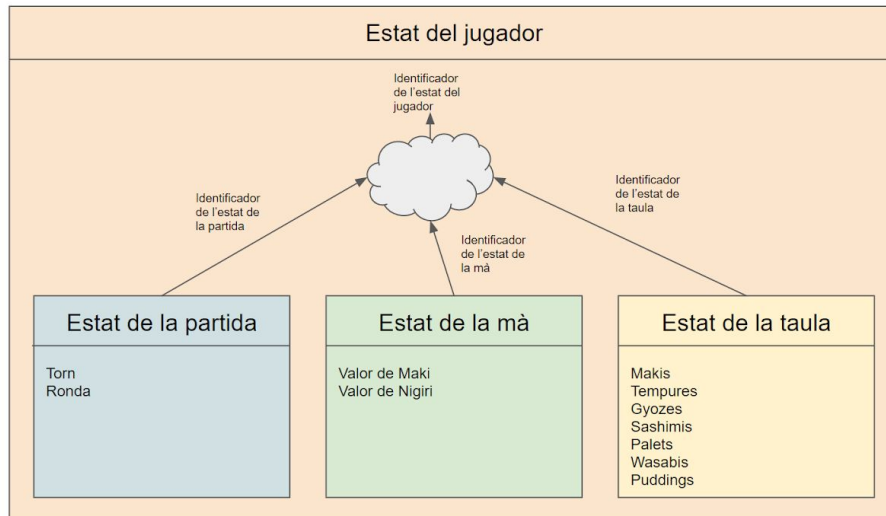 Estat del jugador
Identificador
de l'estat del
jugador
Identificador
de l'estat de
la partida
Identificador
de l'estat de
la mà
Identificador
de l'estat de
la taula
Estat de la partida
Torn
Ronda
Estat de la mà
Valor de Maki
Valor de Nigiri
Estat de la taula
Makis
Tempures
Gyozes
Sashimis
Palets
Wasabis
Puddings